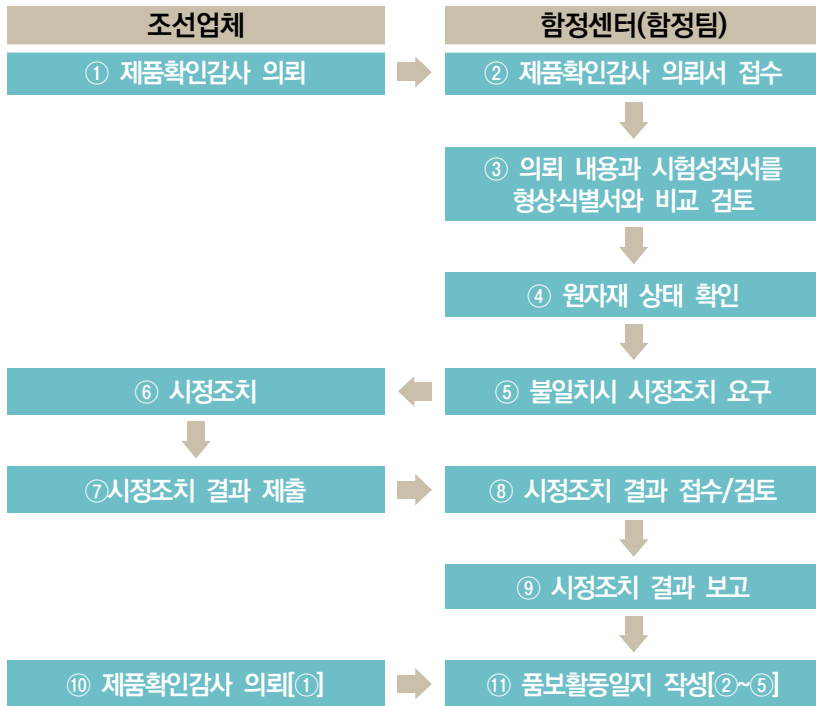 조선업체
함정센터(함정팀)
① 제품확인감사 의뢰
② 제품확인감사 의뢰서 접수
③ 의뢰 내용과 시험성적서를
형상식별서와 비교 검토
④ 원자재 상태 확인
⑥ 시정조치
⑤ 불일치시 시정조치 요구
⑦시정조치 결과 제출
⑧ 시정조치 결과 접수/검토
⑨ 시정조치 결과 보고
⑩ 제품확인감사 의뢰[①]
⑪ 품보활동일지 작성[②~⑤]